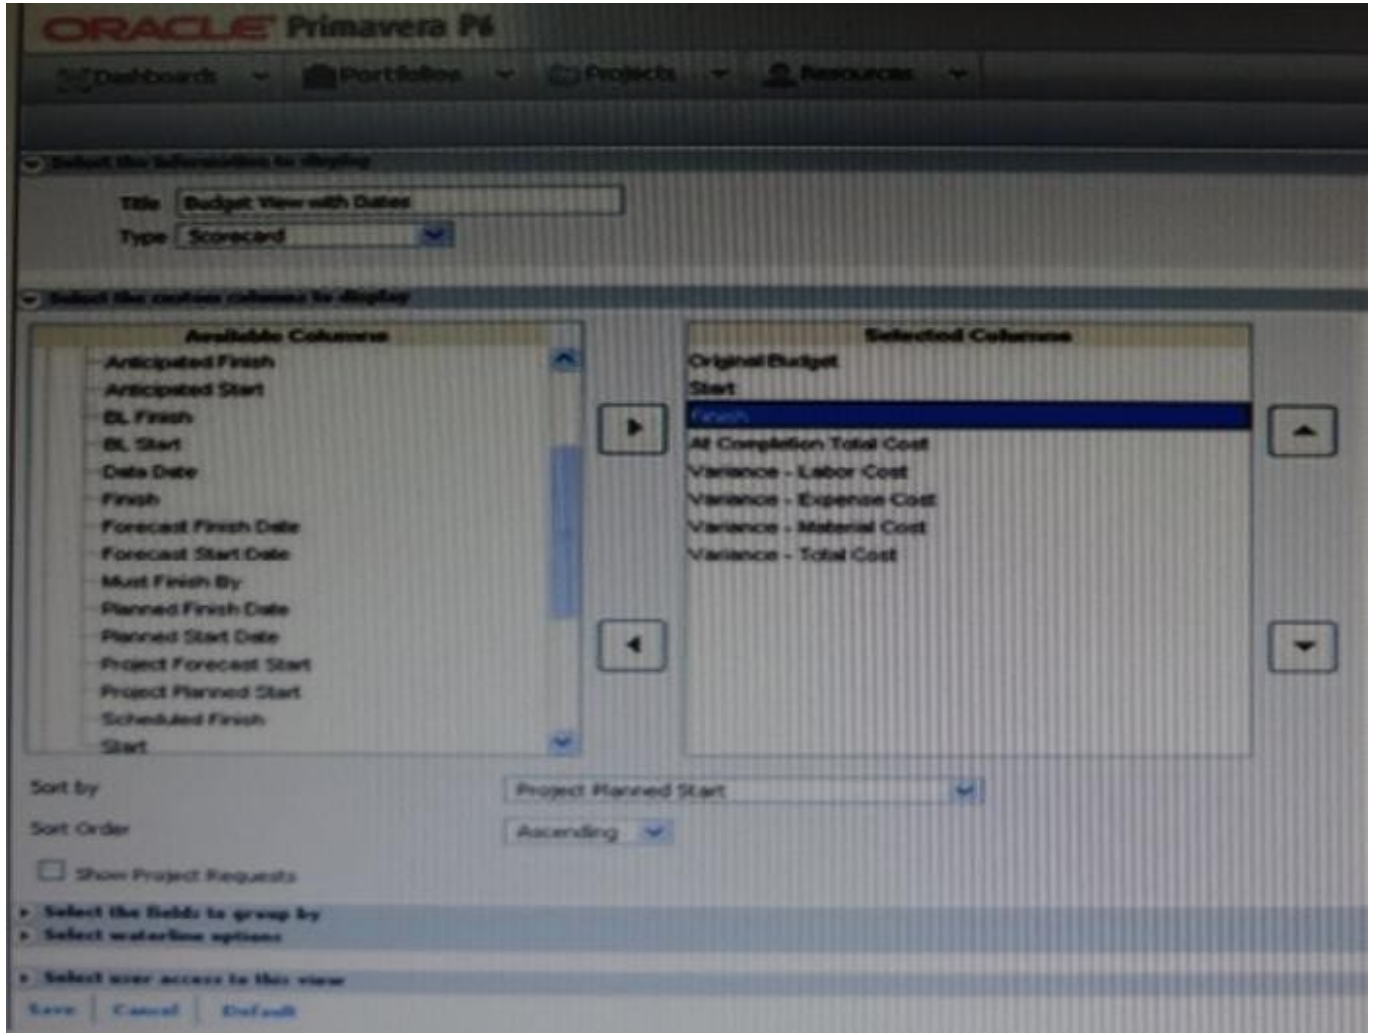 ORACLE Primavera P6
Dashboards Portfolios Projects Resources
Select the information to display
Title Budget View with Dates
Type Scorecard
Select the custom columns to display
Available Columns
Anticipated Finish
Anticipated Start
BL Finish
BL Start
Data Date
Finish
Forecast Finish Date
Forecast Start Date
Must Finish By
Planned Finish Date
Planned Start Date
Project Forecast Start
Project Planned Start
Scheduled Finish
Start
Selected Columns
Original Budget
Start
Finish
At Completion Total Cost
Variance - Labor Cost
Variance - Expense Cost
Variance - Material Cost
Variance - Total Cost
Sort by Project Planned Start
Sort Order Ascending
Show Project Requests
Select the fields to group by
Select waterline options
Select user access to this view
Save Cancel Default